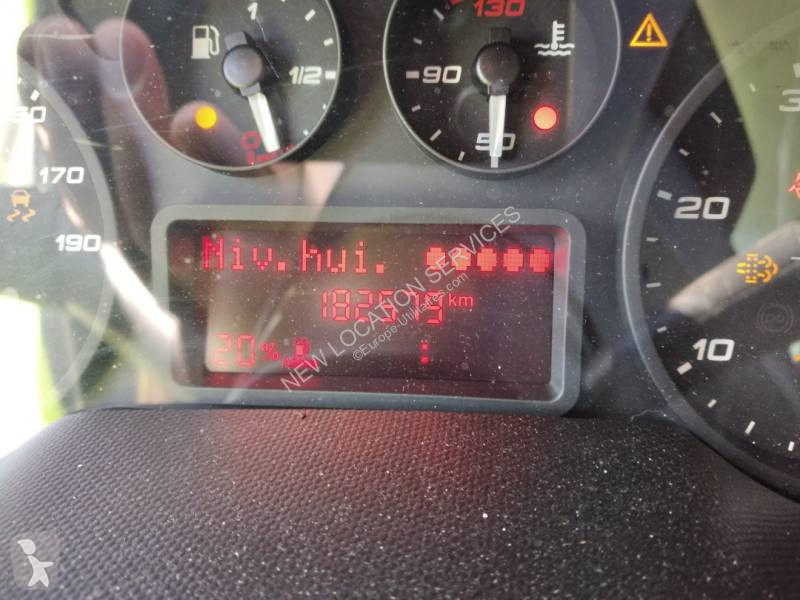 1
1/2
0
130
90
50
170
190
20
10
Niv.hui.
km
20%
NEW LOCATION SERVICES
©Europe-Utilitaires.com